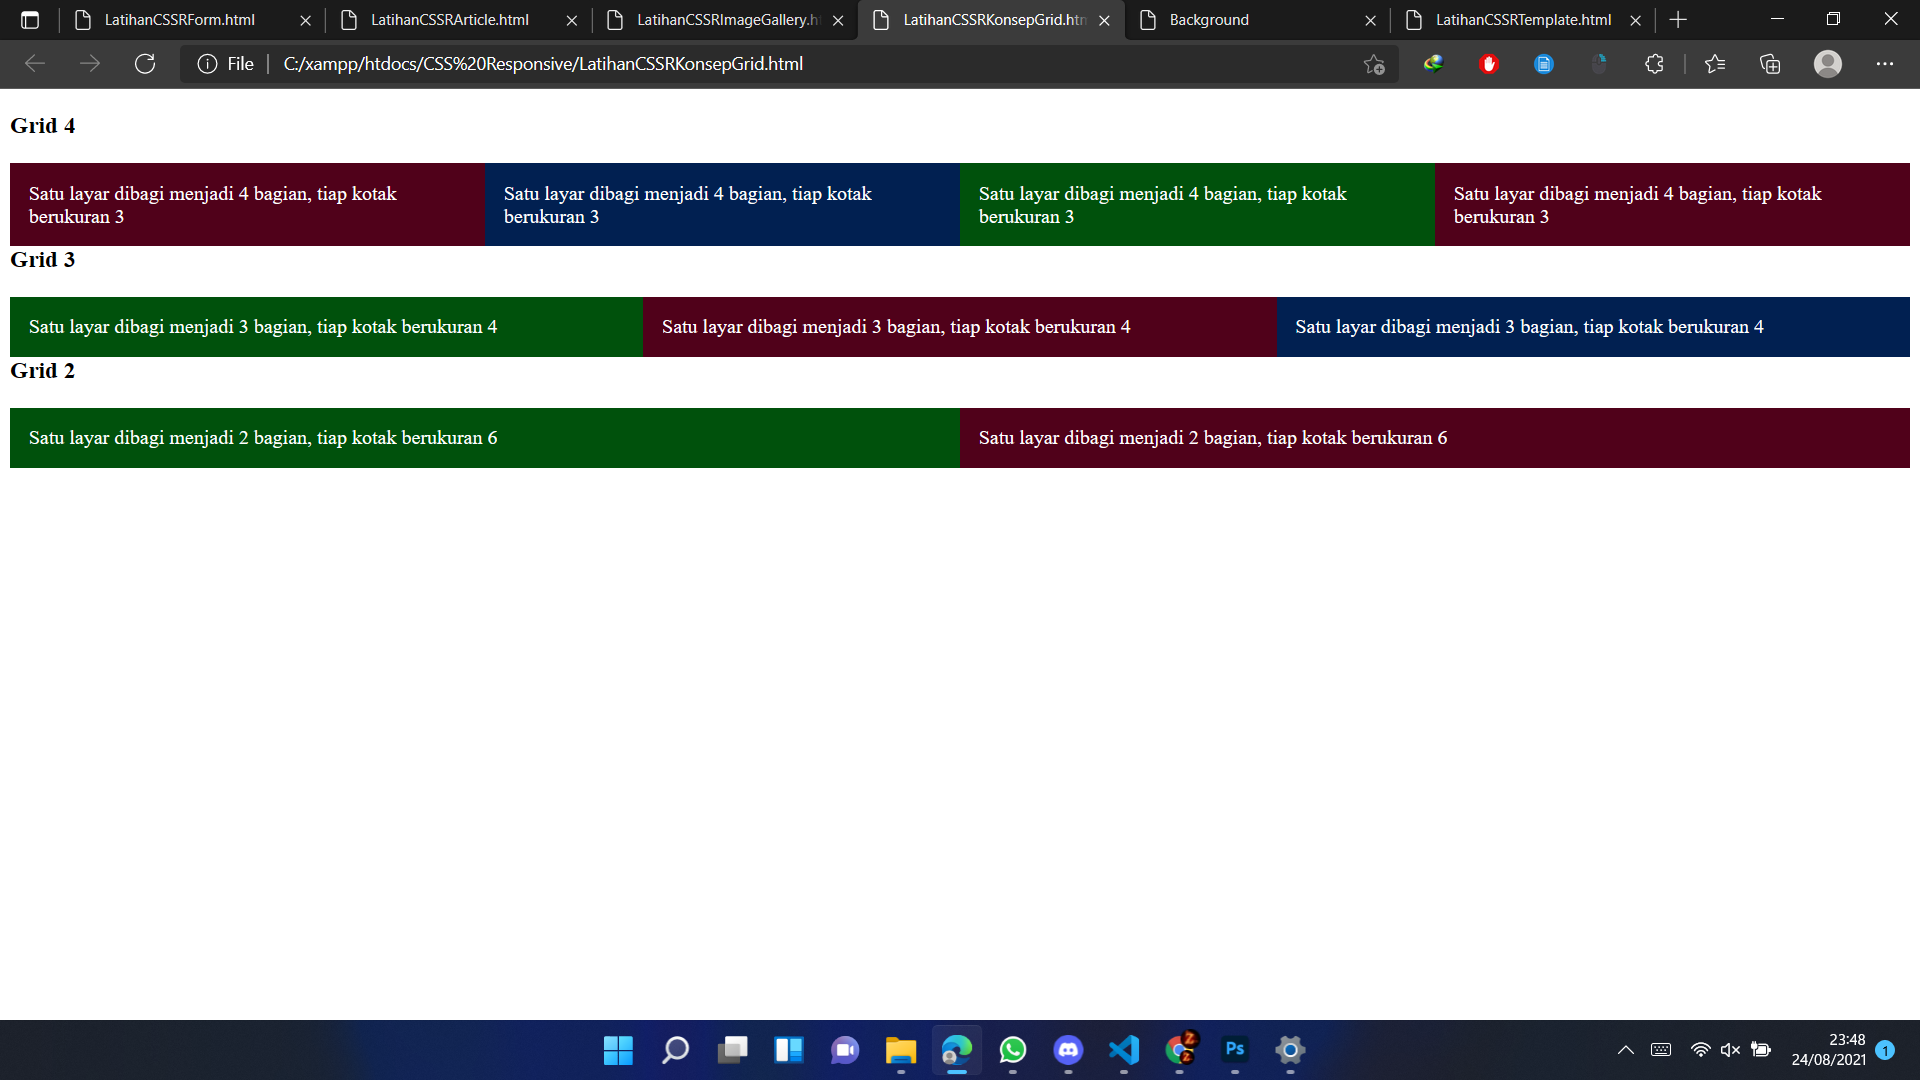 LatihanCSSRForm.html
LatihanCSSRArticle.html
LatihanCSSRImageGallery.h
LatihanCSSRKonsepGrid.htm
Background
LatihanCSSRTemplate.html
File
C:/xampp/htdocs/CSS%20Responsive/LatihanCSSRKonsepGrid.html
Grid 4
Satu layar dibagi menjadi 4 bagian, tiap kotak
berukuran 3
Satu layar dibagi menjadi 4 bagian, tiap kotak
berukuran 3
Satu layar dibagi menjadi 4 bagian, tiap kotak
berukuran 3
Satu layar dibagi menjadi 4 bagian, tiap kotak
berukuran 3
Grid 3
Satu layar dibagi menjadi 3 bagian, tiap kotak berukuran 4
Satu layar dibagi menjadi 3 bagian, tiap kotak berukuran 4
Satu layar dibagi menjadi 3 bagian, tiap kotak berukuran 4
Grid 2
Satu layar dibagi menjadi 2 bagian, tiap kotak berukuran 6
Satu layar dibagi menjadi 2 bagian, tiap kotak berukuran 6
Ps
23:48
24/08/2021
1